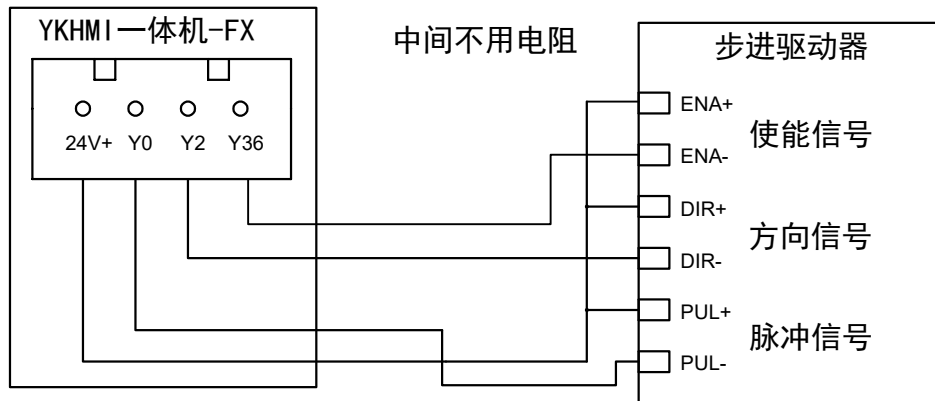 YKHMI一体机-FX
24V+ Y0 Y2 Y36
中间不用电阻
步进驱动器
ENA+
使能信号
ENA-
DIR+
方向信号
DIR-
PUL+
脉冲信号
PUL-